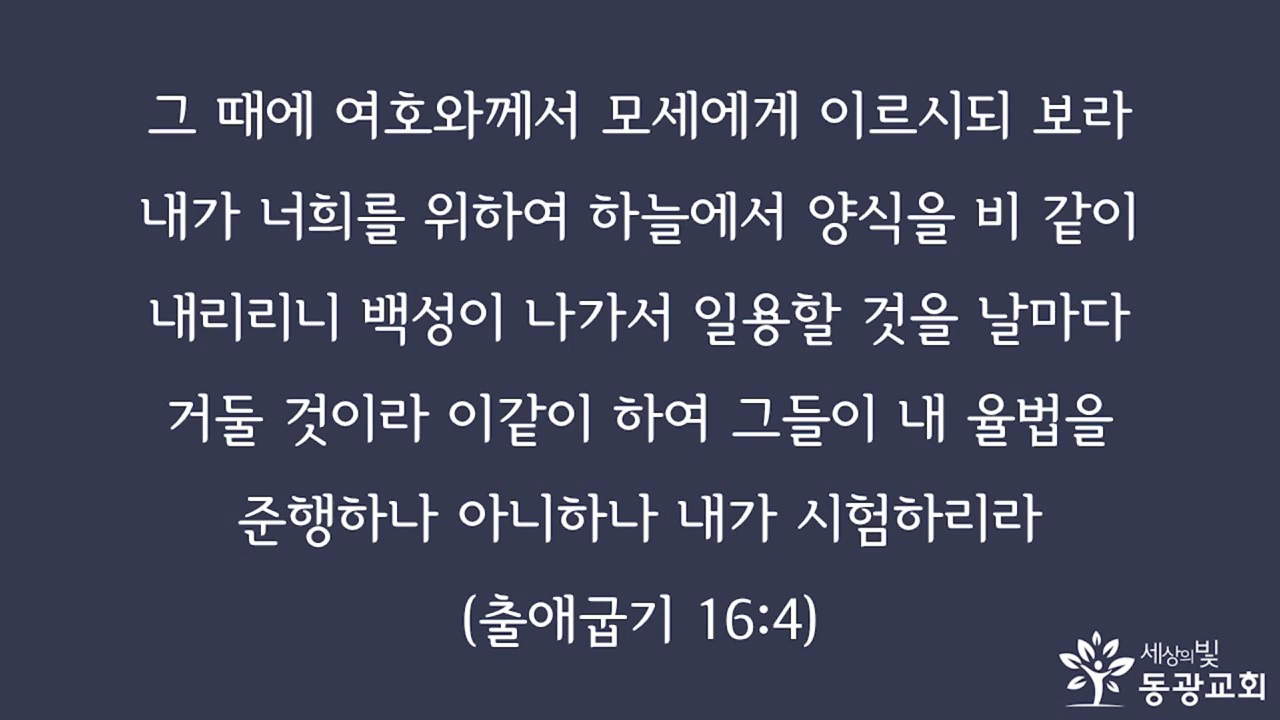 그 때에 여호와께서 모세에게 이르시되 보라
내가 너희를 위하여 하늘에서 양식을 비 같이
내리리니 백성이 나가서 일용할 것을 날마다
거둘 것이라 이같이 하여 그들이 내 율법을
준행하나 아니하나 내가 시험하리라
(출애굽기 16:4)
세상의빛
동광교회